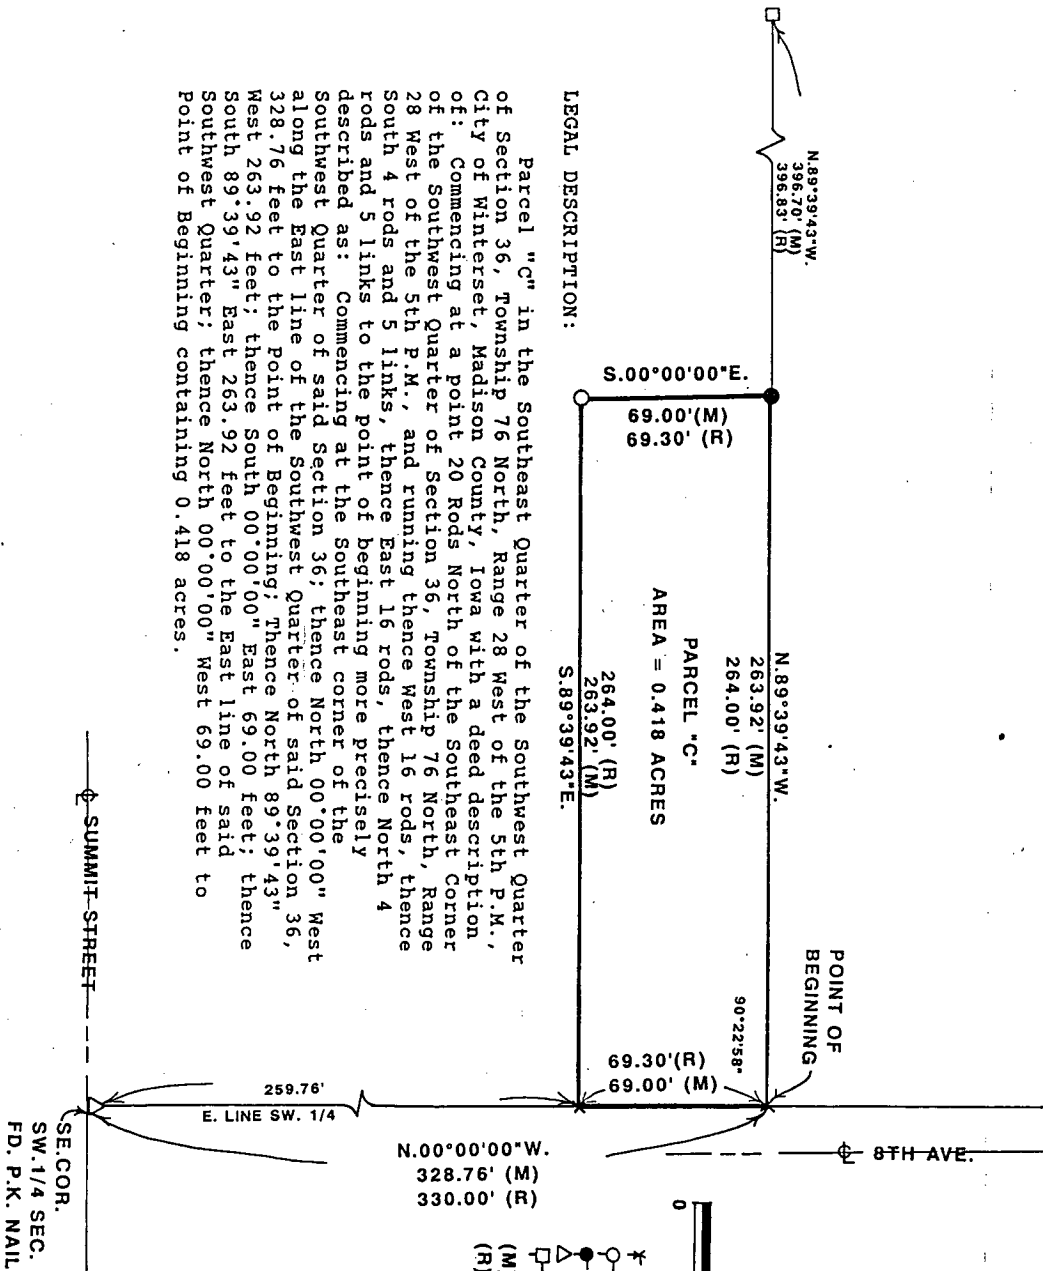 N.89°39'43"W.
396.70' (M)
396.83' (R)
S.00°00'00"E.
69.00'(M)
69.30' (R)
N.89°39'43"W.
263.92' (M)
264.00' (R)
PARCEL "C"
AREA = 0.418 ACRES
264.00' (R)
263.92' (M)
S.89°39'43"E.
POINT OF
BEGINNING
90°22'58"
69.30'(R)
69.00' (M)
259.76'
E. LINE SW. 1/4
N.00°00'00"W.
328.76' (M)
330.00' (R)
℄ 8TH AVE.
℄ SUMMIT STREET
SE.COR.
SW.1/4 SEC.
FD. P.K. NAIL
0
(M
(R)
LEGAL DESCRIPTION:
Parcel "C" in the Southeast Quarter of the Southwest Quarter
of Section 36, Township 76 North, Range 28 West of the 5th P.M.,
City of Winterset, Madison County, Iowa with a deed description
of: Commencing at a point 20 Rods North of the Southeast Corner
of the Southwest Quarter of Section 36, Township 76 North, Range
28 West of the 5th P.M., and running thence West 16 rods, thence
South 4 rods and 5 links, thence East 16 rods, thence North 4
rods and 5 links to the point of beginning more precisely
described as: Commencing at the Southeast corner of the
Southwest Quarter of said Section 36; thence North 00°00'00" West
along the East line of the Southwest Quarter of said Section 36,
328.76 feet to the Point of Beginning; Thence North 89°39'43"
West 263.92 feet; thence South 00°00'00" East 69.00 feet; thence
South 89°39'43" East 263.92 feet to the East line of said
Southwest Quarter; thence North 00°00'00" West 69.00 feet to
Point of Beginning containing 0.418 acres.